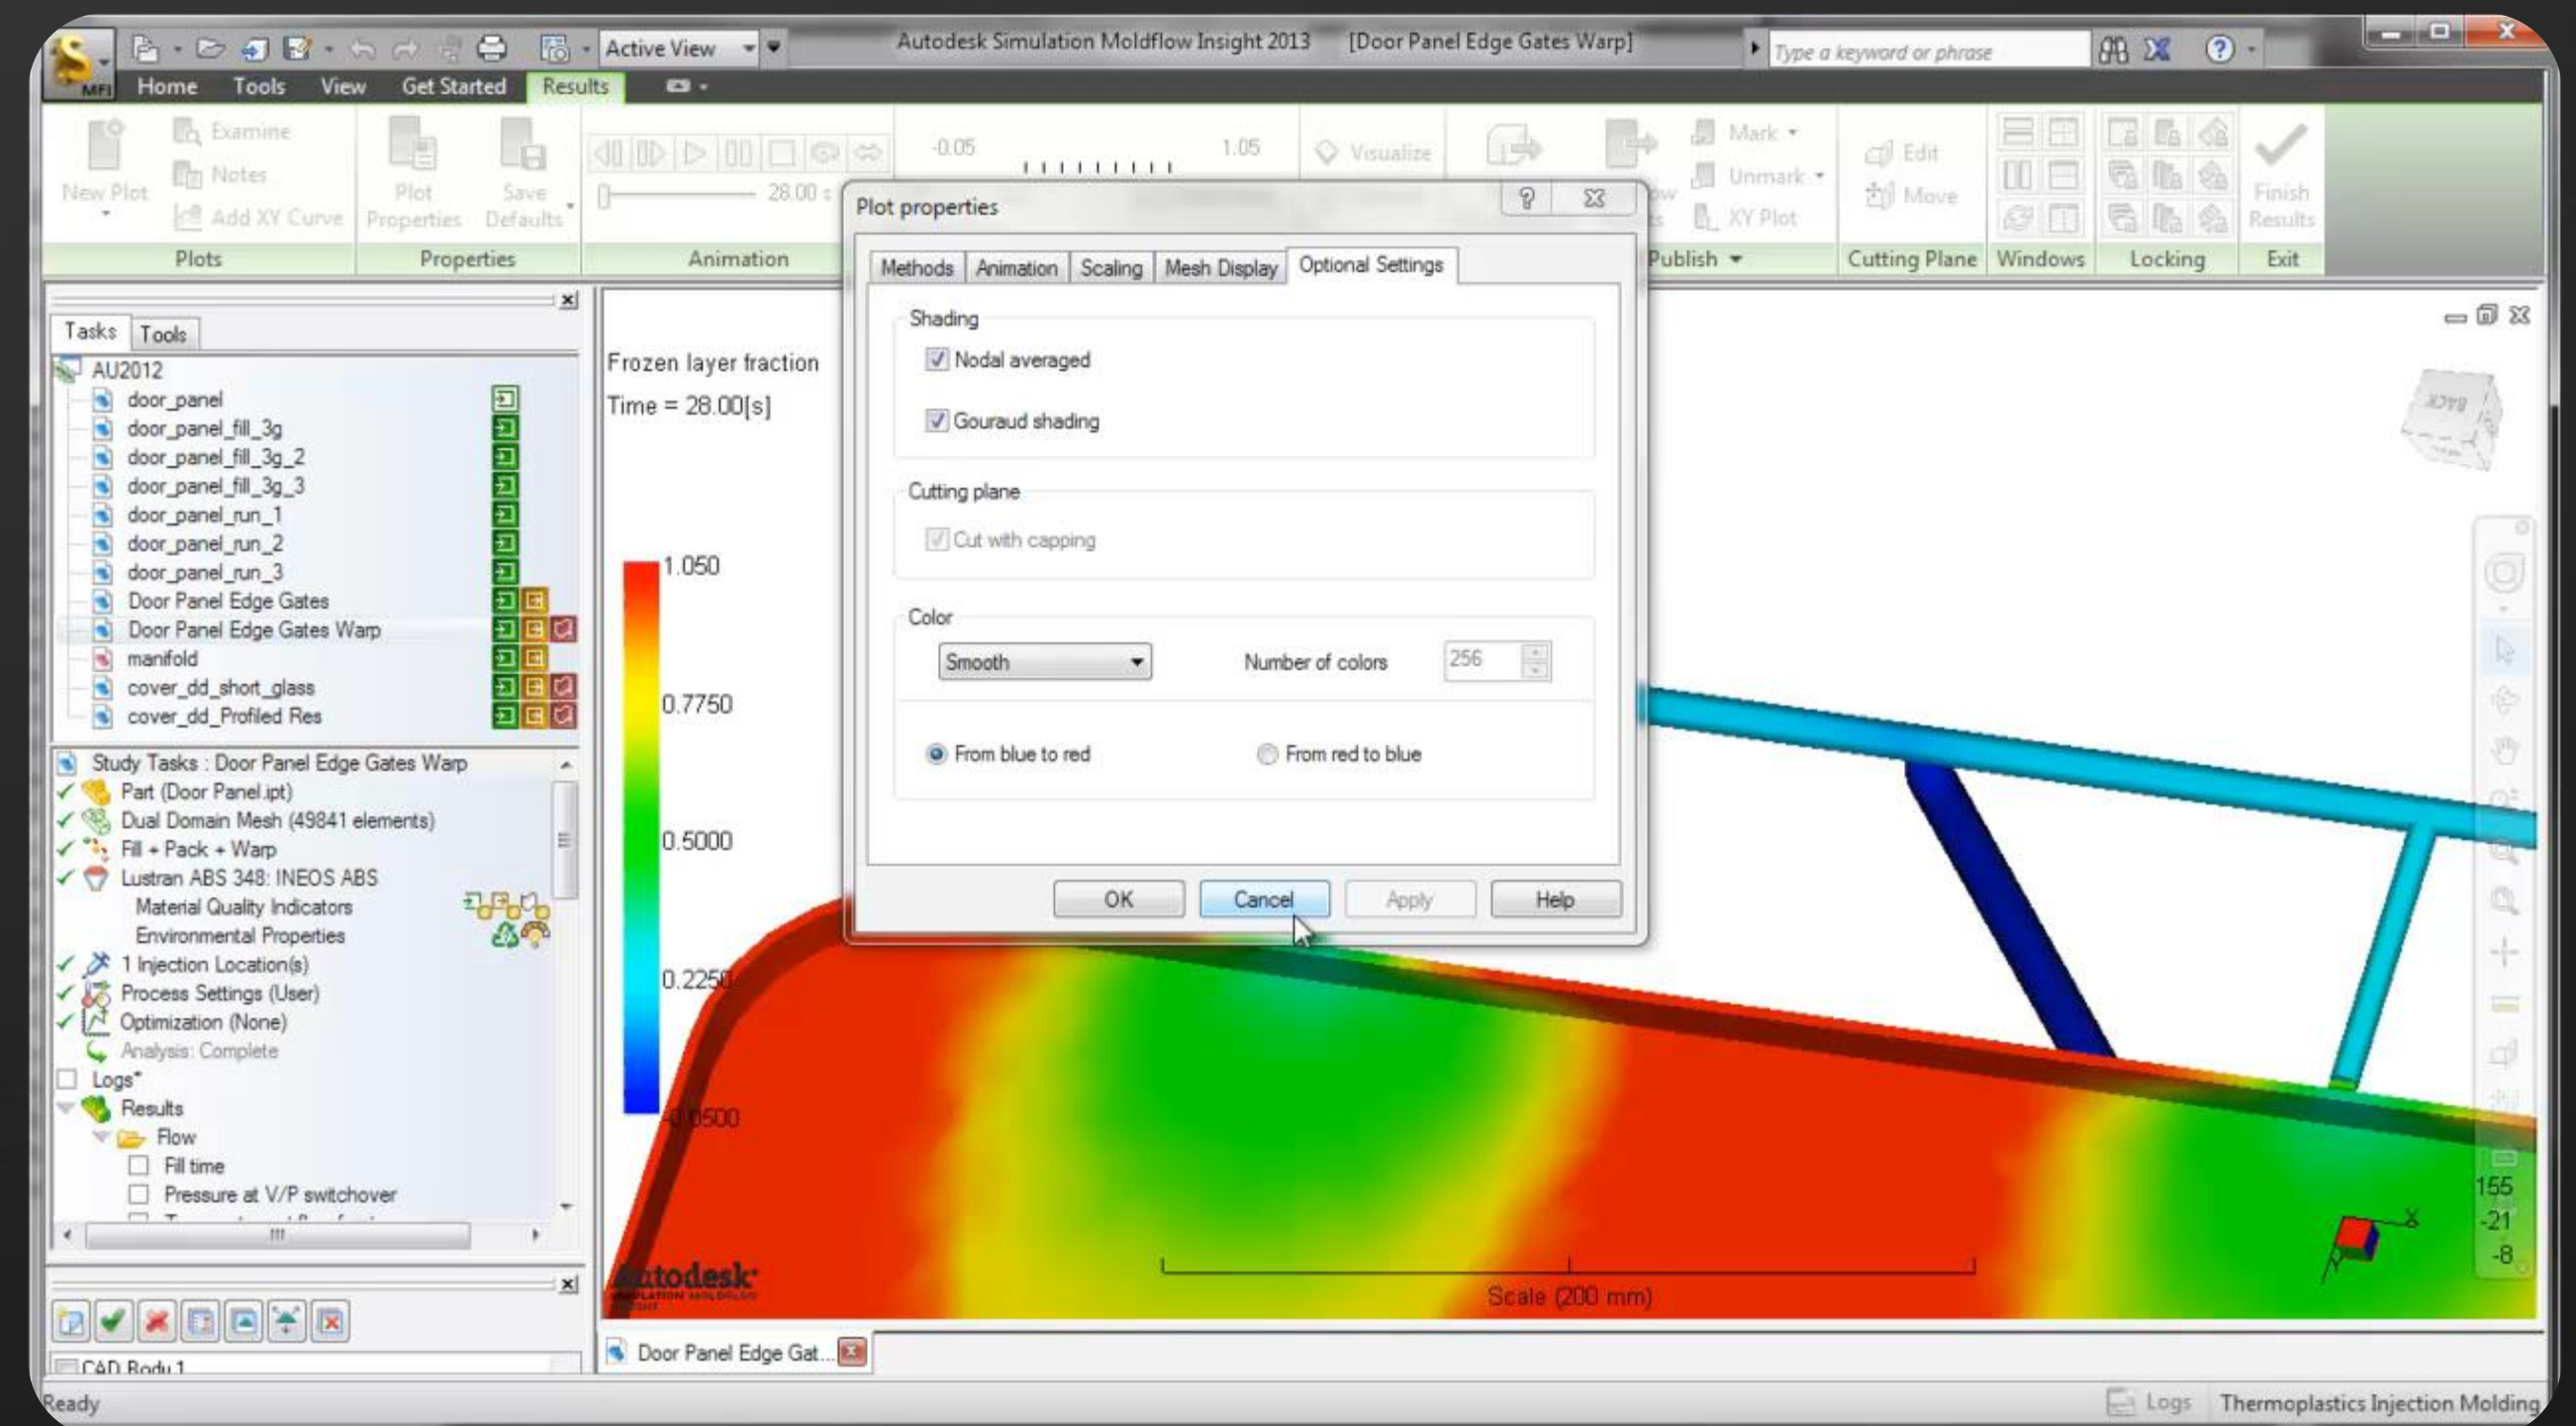 Active View
Autodesk Simulation Moldflow Insight 2013 [Door Panel Edge Gates Warp]
Type a keyword or phrase
MFI
Home Tools View Get Started Results
New Plot
Examine
Notes
Add XY Curve
Plot Properties
Save Defaults
28.00 s
-0.05 1.05
Visualize
Mark
Unmark
XY Plot
Edit
Move
Finish Results
Plots Properties Animation Publish Cutting Plane Windows Locking Exit
Tasks Tools
AU2012
door_panel
door_panel_fill_3g
door_panel_fill_3g_2
door_panel_fill_3g_3
door_panel_run_1
door_panel_run_2
door_panel_run_3
Door Panel Edge Gates
Door Panel Edge Gates Warp
manifold
cover_dd_short_glass
cover_dd_Profiled Res
Study Tasks : Door Panel Edge Gates Warp
Part (Door Panel.ipt)
Dual Domain Mesh (49841 elements)
Fill + Pack + Warp
Lustran ABS 348: INEOS ABS
Material Quality Indicators
Environmental Properties
1 Injection Location(s)
Process Settings (User)
Optimization (None)
Analysis: Complete
Logs*
Results
Flow
Fill time
Pressure at V/P switchover
CAD Body 1
Ready
Frozen layer fraction
Time = 28.00[s]
1.050
0.7750
0.5000
0.2250
-0.0500
Plot properties
Methods Animation Scaling Mesh Display Optional Settings
Shading
Nodal averaged
Gouraud shading
Cutting plane
Cut with capping
Color
Smooth
Number of colors 256
From blue to red From red to blue
OK Cancel Apply Help
BACK
Autodesk
Scale (200 mm)
X
Y
155
-21
-8
Door Panel Edge Gat...
Logs Thermoplastics Injection Molding